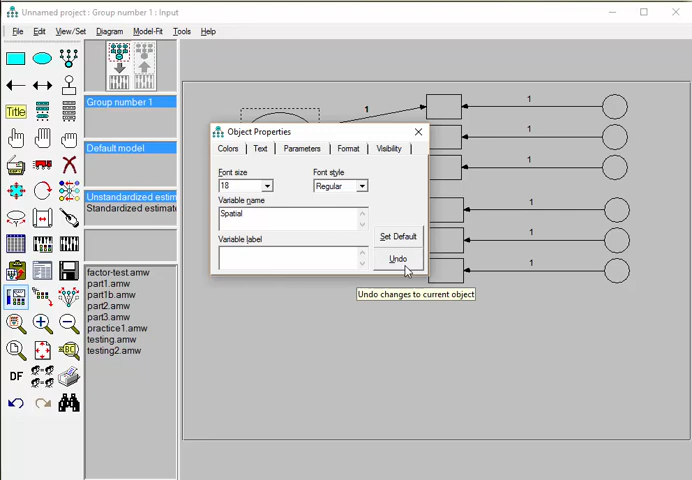 Unnamed project : Group number 1 : Input
File Edit View/Set Diagram Model-Fit Tools Help
Title
DF
BC
Group number 1
Default model
Unstandardized estim
Standardized estimate
factor-test.amw
part1.amw
part1b.amw
part2.amw
part3.amw
practice1.amw
testing.amw
testing2.amw
1
1
1
1
1
1
1
Object Properties
Colors Text Parameters Format Visibility
Font size Font style
18 Regular
Variable name
Spatial
Set Default
Variable label
Undo
Undo changes to current object